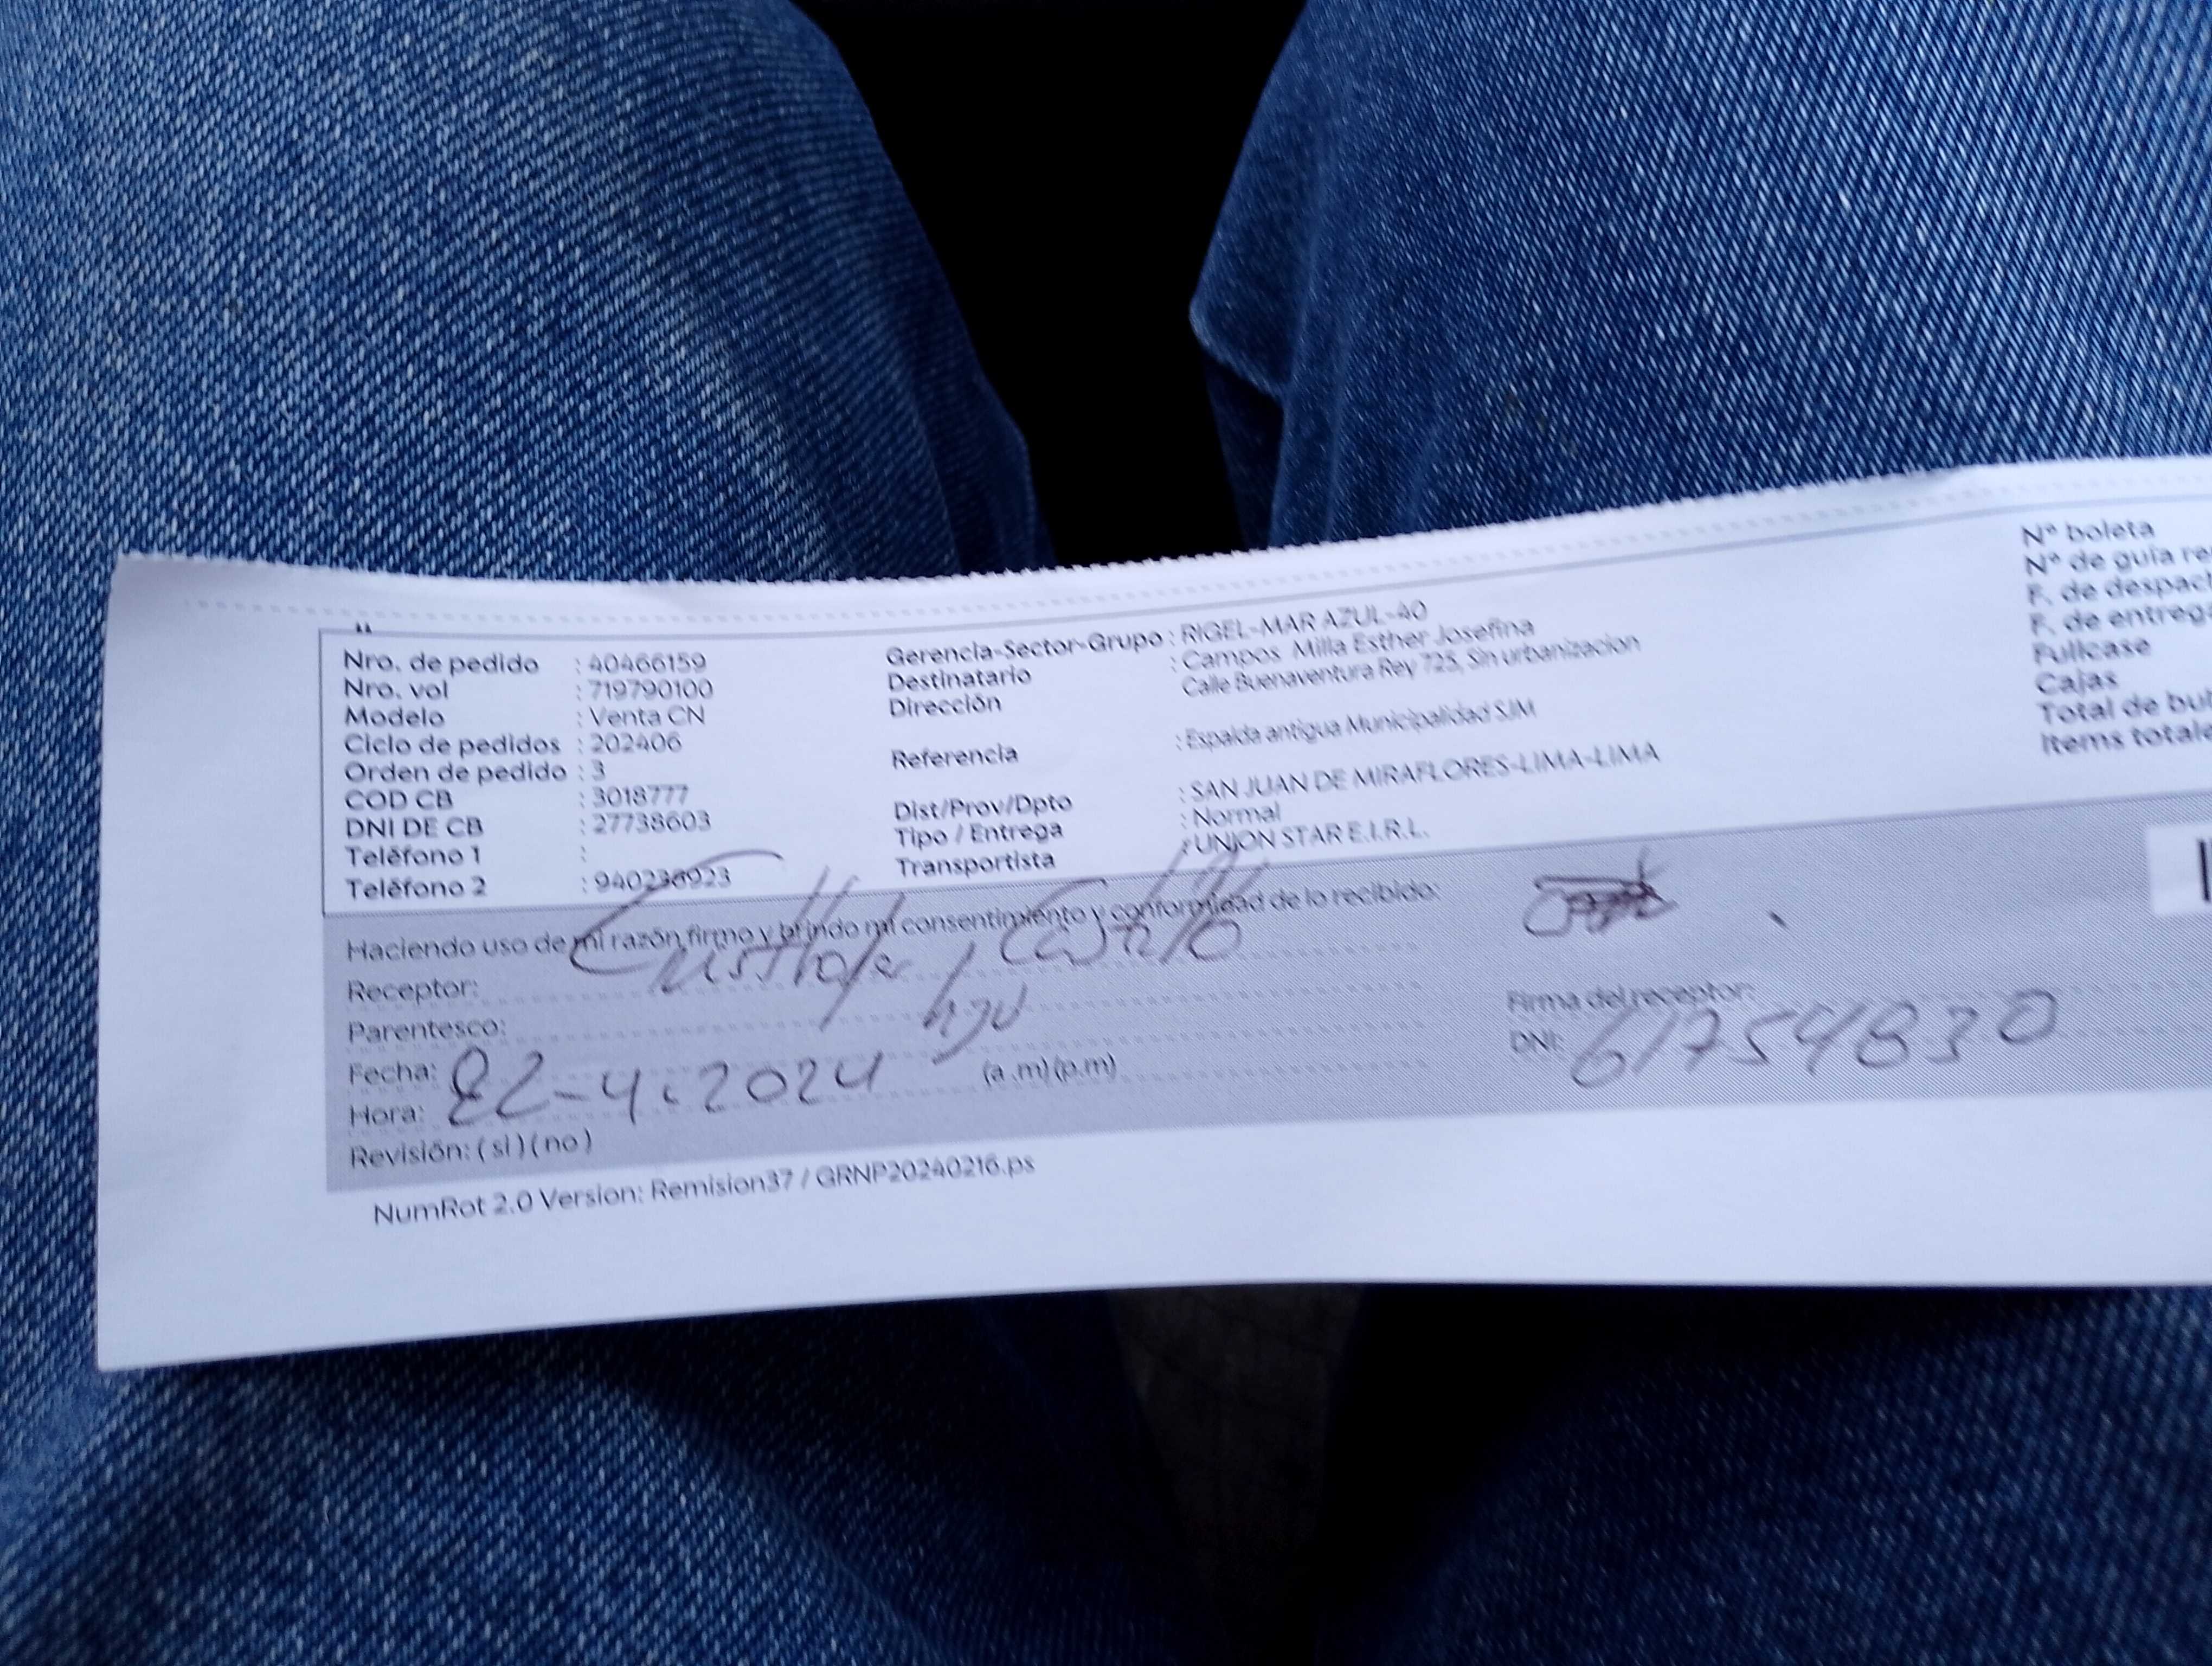 Nro. de pedido : 40466159
Nro. vol : 719790100
Modelo : Venta CN
Ciclo de pedidos : 202406
Orden de pedido : 3
COD CB : 3018777
DNI DE CB : 27738603
Teléfono 1 :
Teléfono 2 : 940236923
Gerencia-Sector-Grupo : RIGEL-MAR AZUL-40
Destinatario : Campos Milla Esther Josefina
Dirección Calle Buenaventura Rey 725, Sin urbanizacion
Referencia : Espalda antigua Municipalidad SJM
Dist/Prov/Dpto : SAN JUAN DE MIRAFLORES-LIMA-LIMA
Tipo / Entrega : Normal
Transportista : UNION STAR E.I.R.L.
N° boleta
N° de guía re
F. de despac
F. de entreg
Fullcase
Cajas
Total de bu
Items totale
Haciendo uso de mi razón firmo y brindo mi consentimiento y conformidad de lo recibido:
Receptor: Castillo
Parentesco: hijo
Fecha: 22-4-2024
Hora: (a .m)(p.m)
Revisión: ( si ) ( no )
Firma del receptor:
DNI: 61754830
NumRot 2.0 Version: Remision37 / GRNP20240216.ps